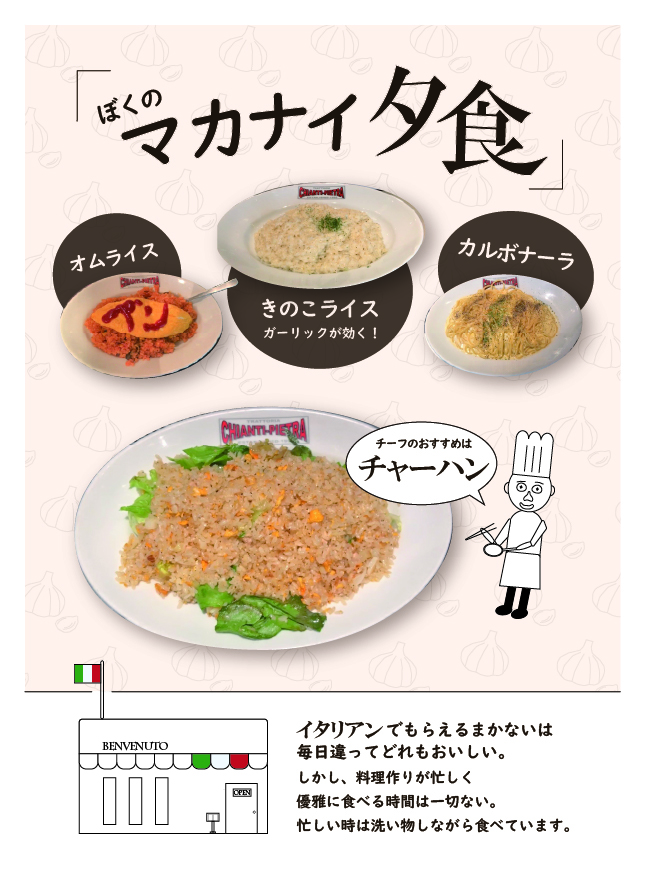 「ぼくの
マカナイ夕食」
CHIANTI-PIETRA
オムライス
カルボナーラ
CHIANTI-PIETRA
CHIANTI-PIETRA
きのこライス
ガーリックが効く！
CHIANTI-PIETRA
チーフのおすすめは
チャーハン
BENVENUTO
OPEN
イタリアンでもらえるまかないは
毎日違ってどれもおいしい。
しかし、料理作りが忙しく
優雅に食べる時間は一切ない。
忙しい時は洗い物しながら食べています。